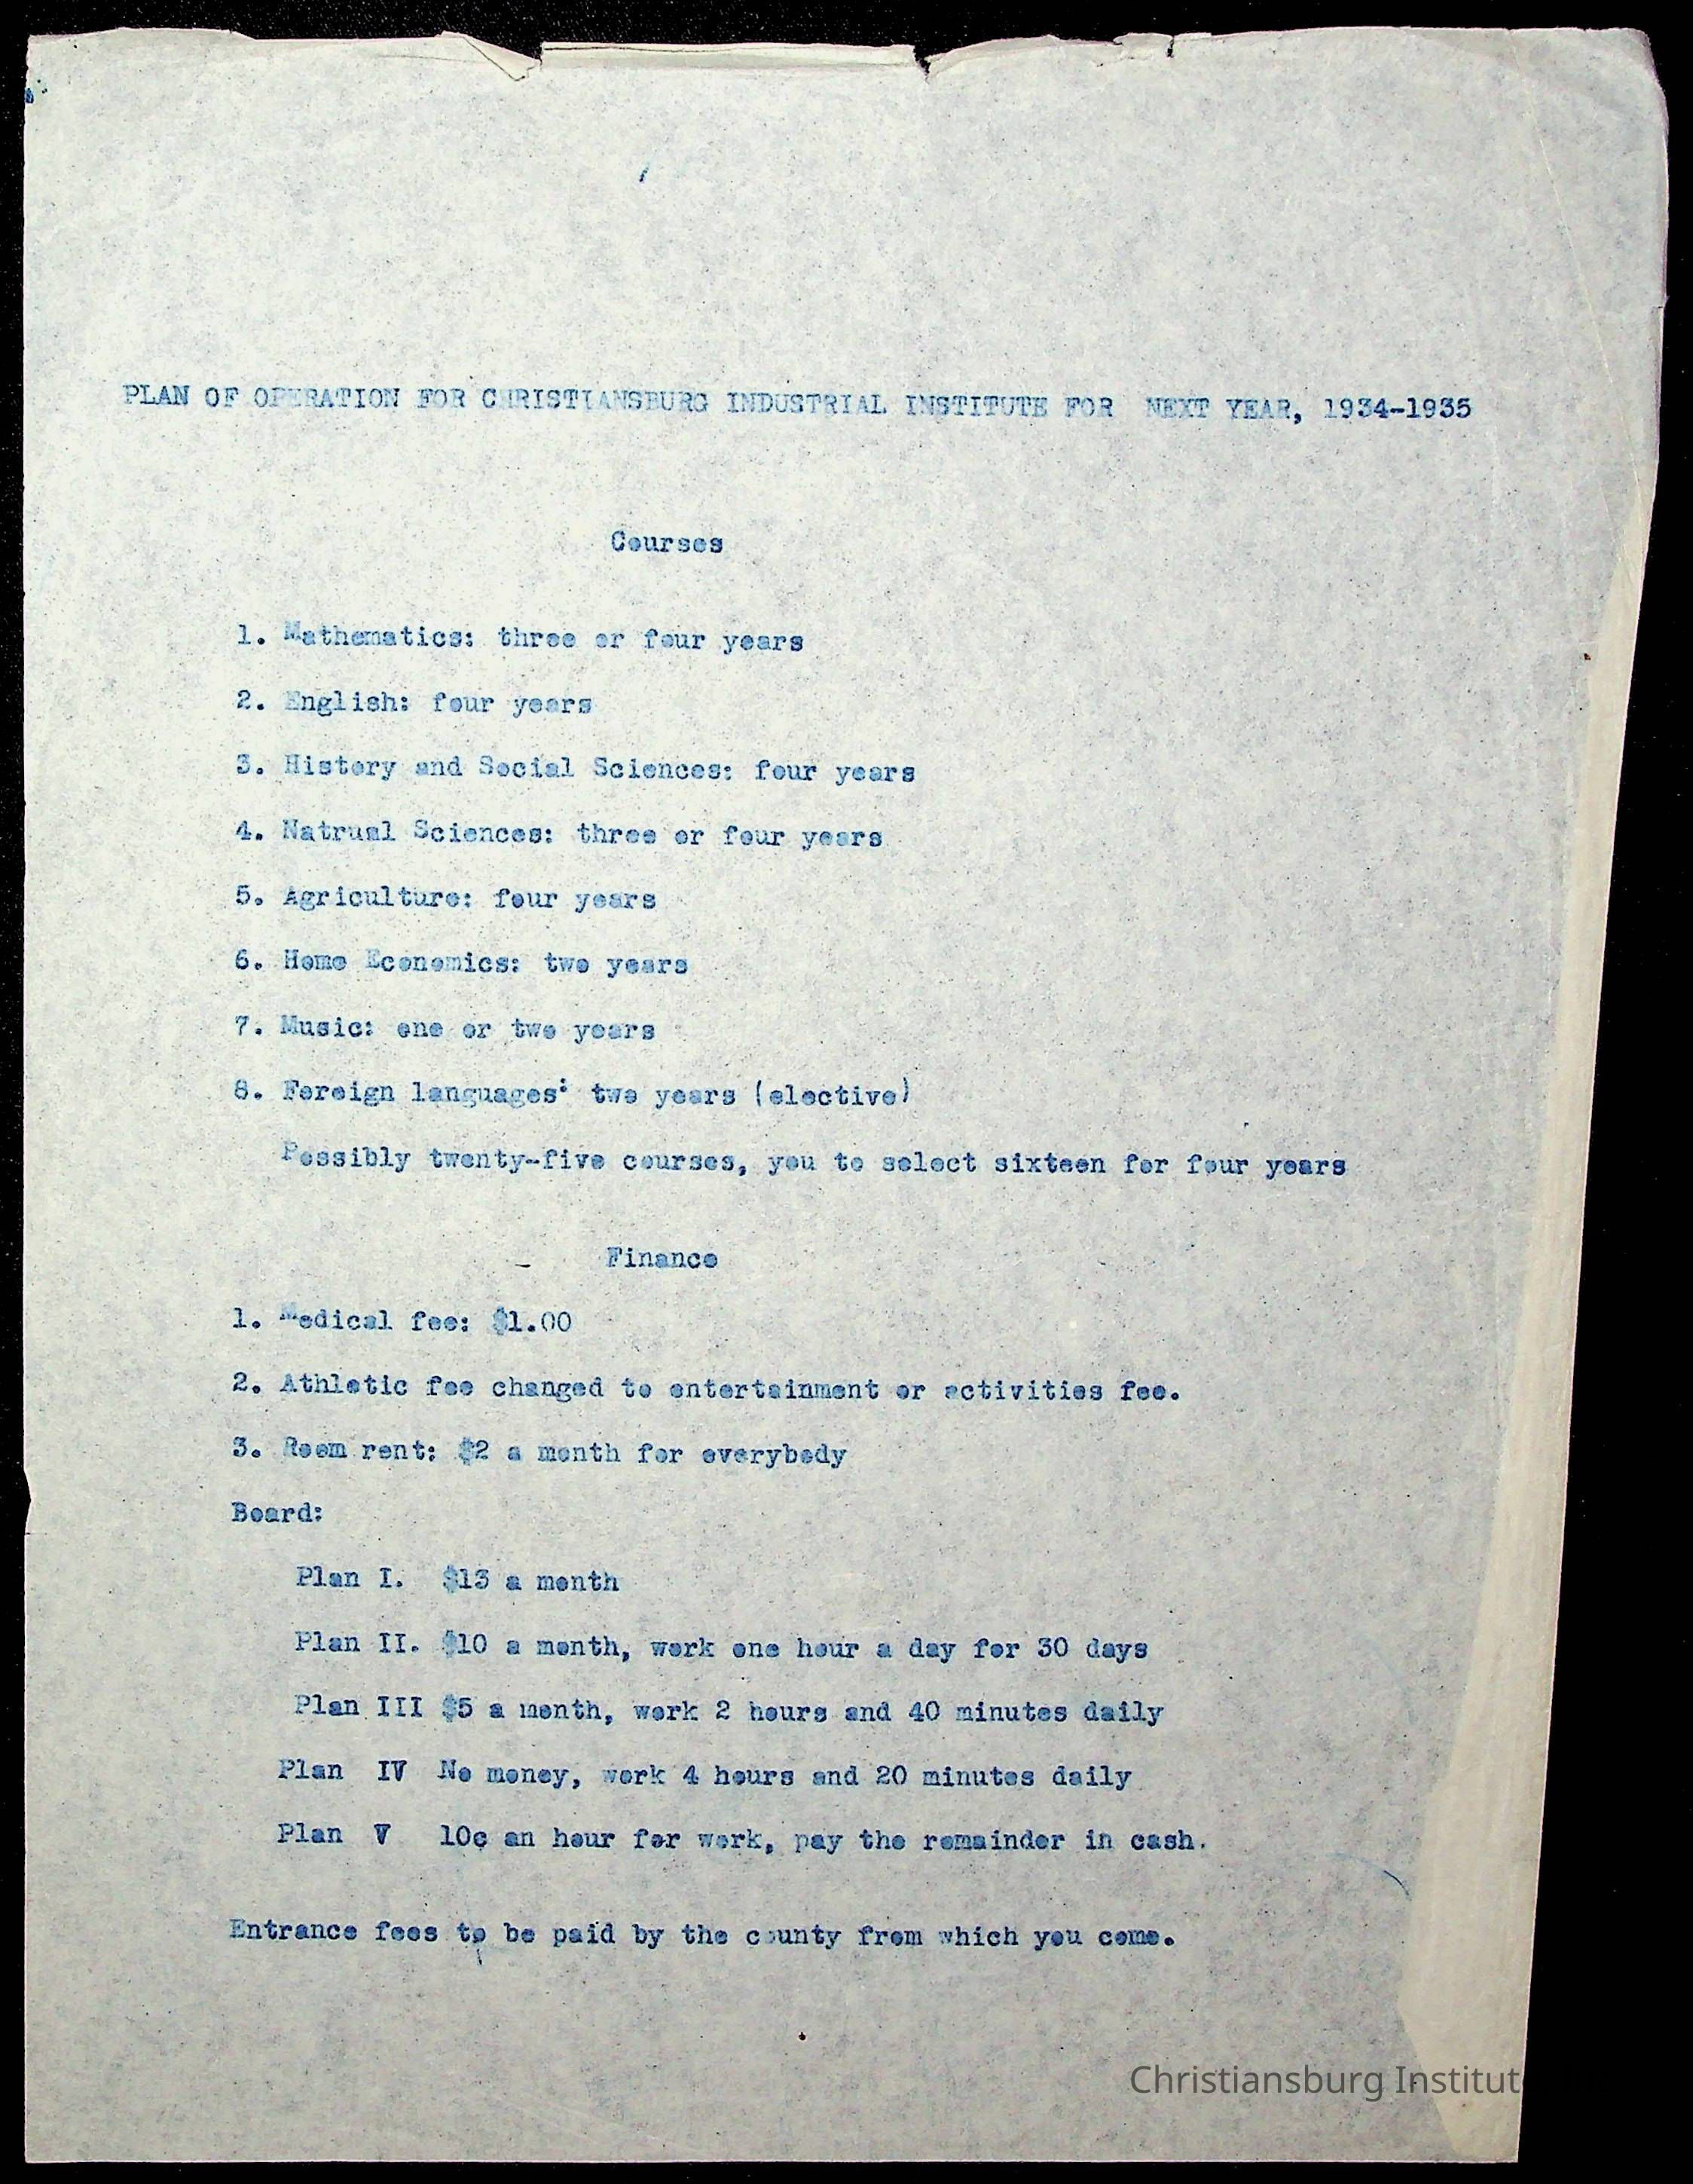 PLAN OF OPERATION FOR CHRISTIANSBURG INDUSTRIAL INSTITUTE FOR NEXT YEAR, 1934-1935
Courses
1. Mathematics: three or four years
2. English: four years
3. History and Social Sciences: four years
4. Natrual Sciences: three or four years
5. Agriculture: four years
6. Home Economics: two years
7. Music: one or two years
8. Foreign languages: two years (elective)
Possibly twenty-five courses, you to select sixteen for four years
Finance
1. Medical fee: $1.00
2. Athletic fee changed to entertainment or activities fee.
3. Room rent: $2 a month for everybody
Board:
Plan I. $13 a month
Plan II. $10 a month, work one hour a day for 30 days
Plan III $5 a month, work 2 hours and 40 minutes daily
Plan IV No money, work 4 hours and 20 minutes daily
Plan V 10¢ an hour for work, pay the remainder in cash.
Entrance fees to be paid by the county from which you come.
Christiansburg Institut